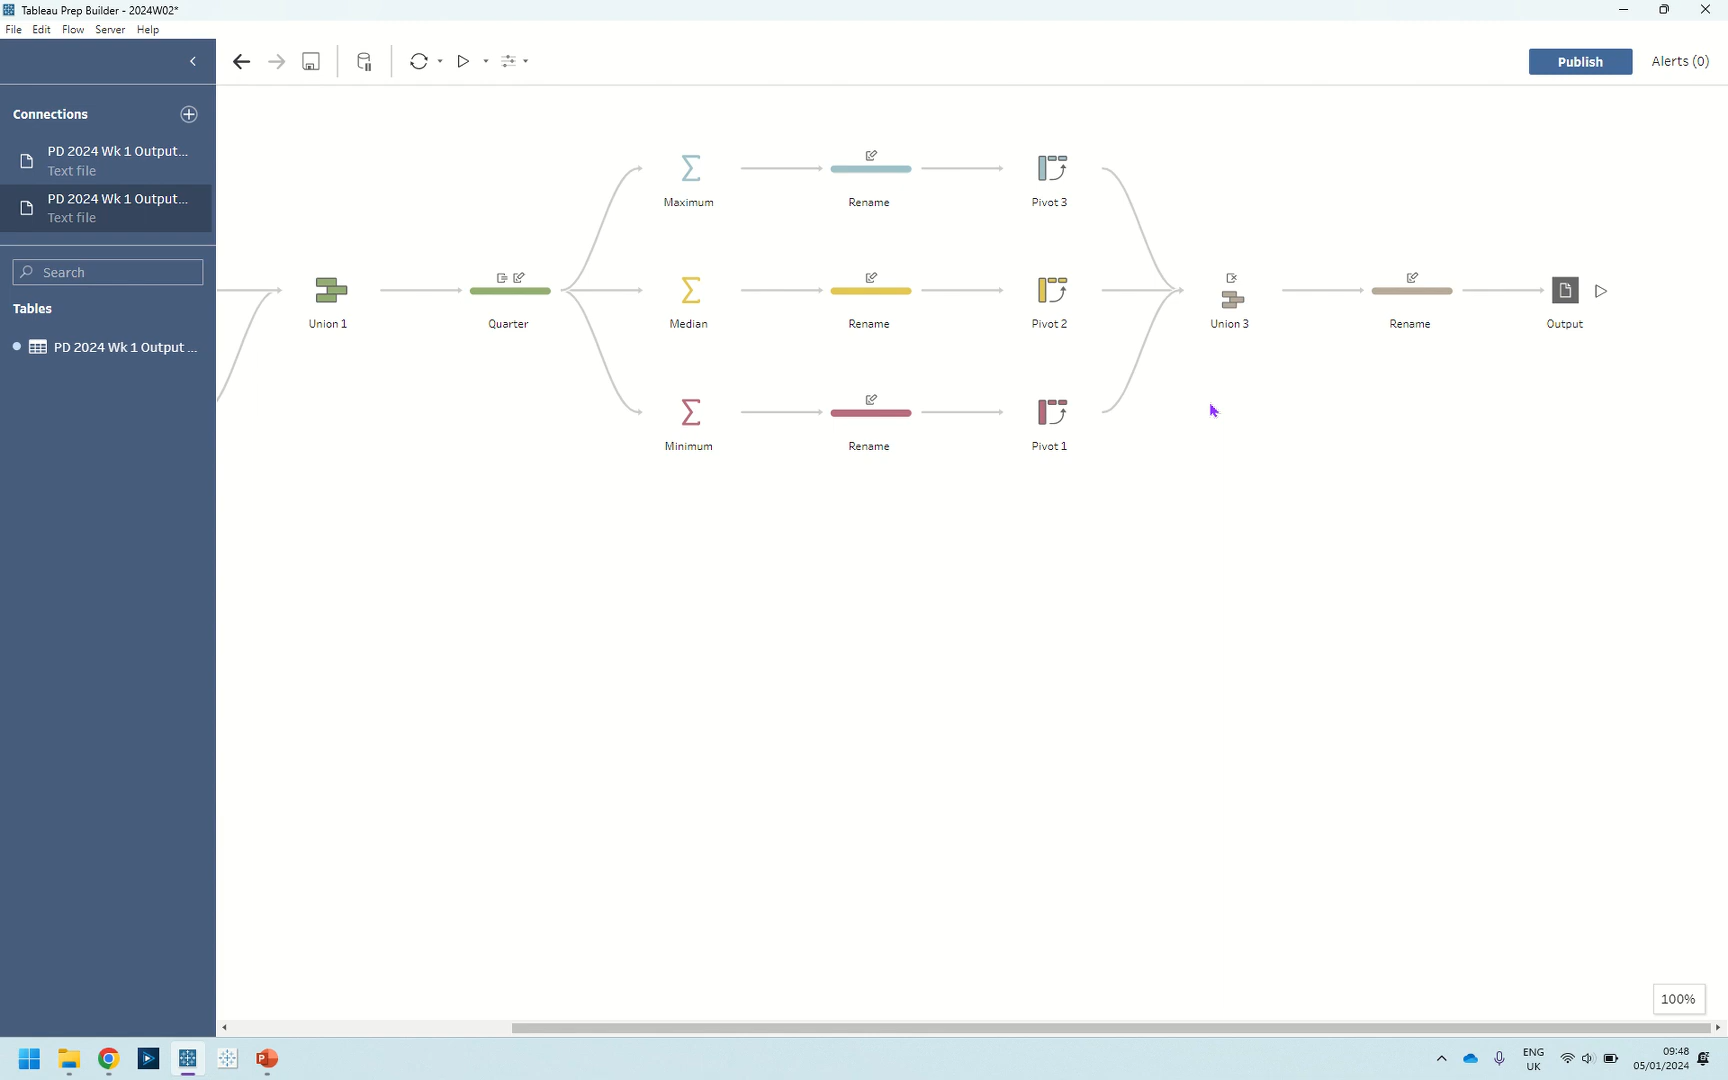 Tableau Prep Builder - 2024W02*
File Edit Flow Server Help
Publish
Alerts (0)
Connections
PD 2024 Wk 1 Output...
Text file
PD 2024 Wk 1 Output...
Text file
Search
Tables
PD 2024 Wk 1 Output ...
Maximum
Rename
Pivot 3
Union 1
Quarter
Median
Rename
Pivot 2
Union 3
Rename
Output
Minimum
Rename
Pivot 1
100%
ENG
UK
09:48
05/01/2024